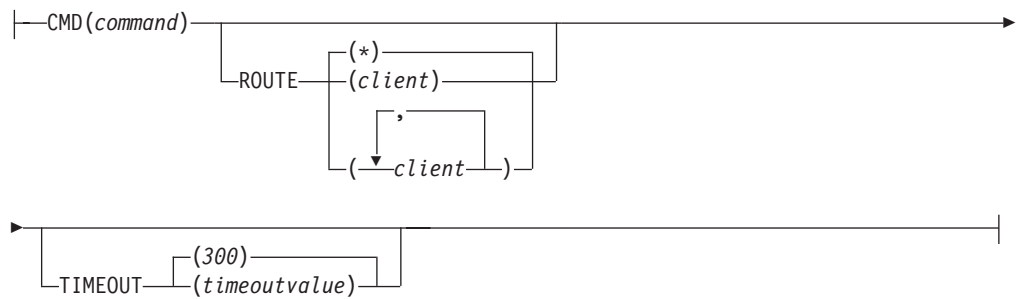 CMD(command)
(*)
ROUTE (client)
,
( client )
(300)
TIMEOUT (timeoutvalue)